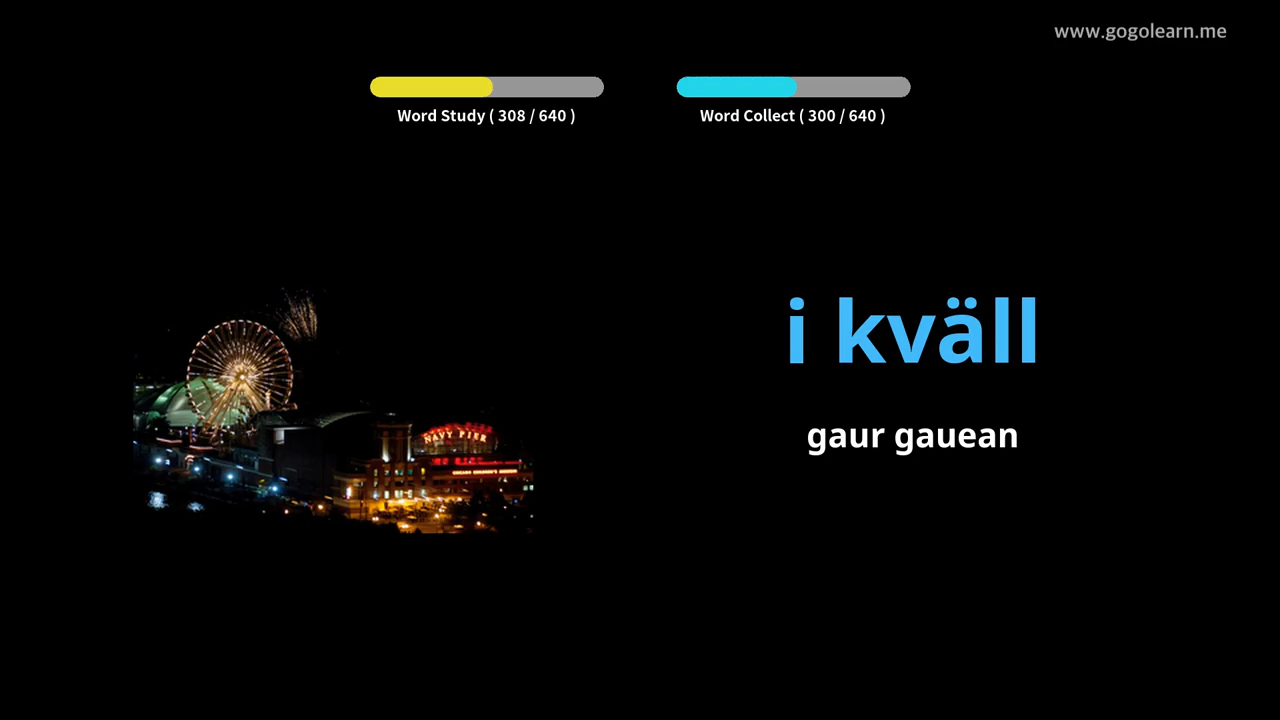 www.gogolearn.me
Word Study ( 308 / 640 )
Word Collect ( 300 / 640 )
i kväll
gaur gauean
NAVY PIER